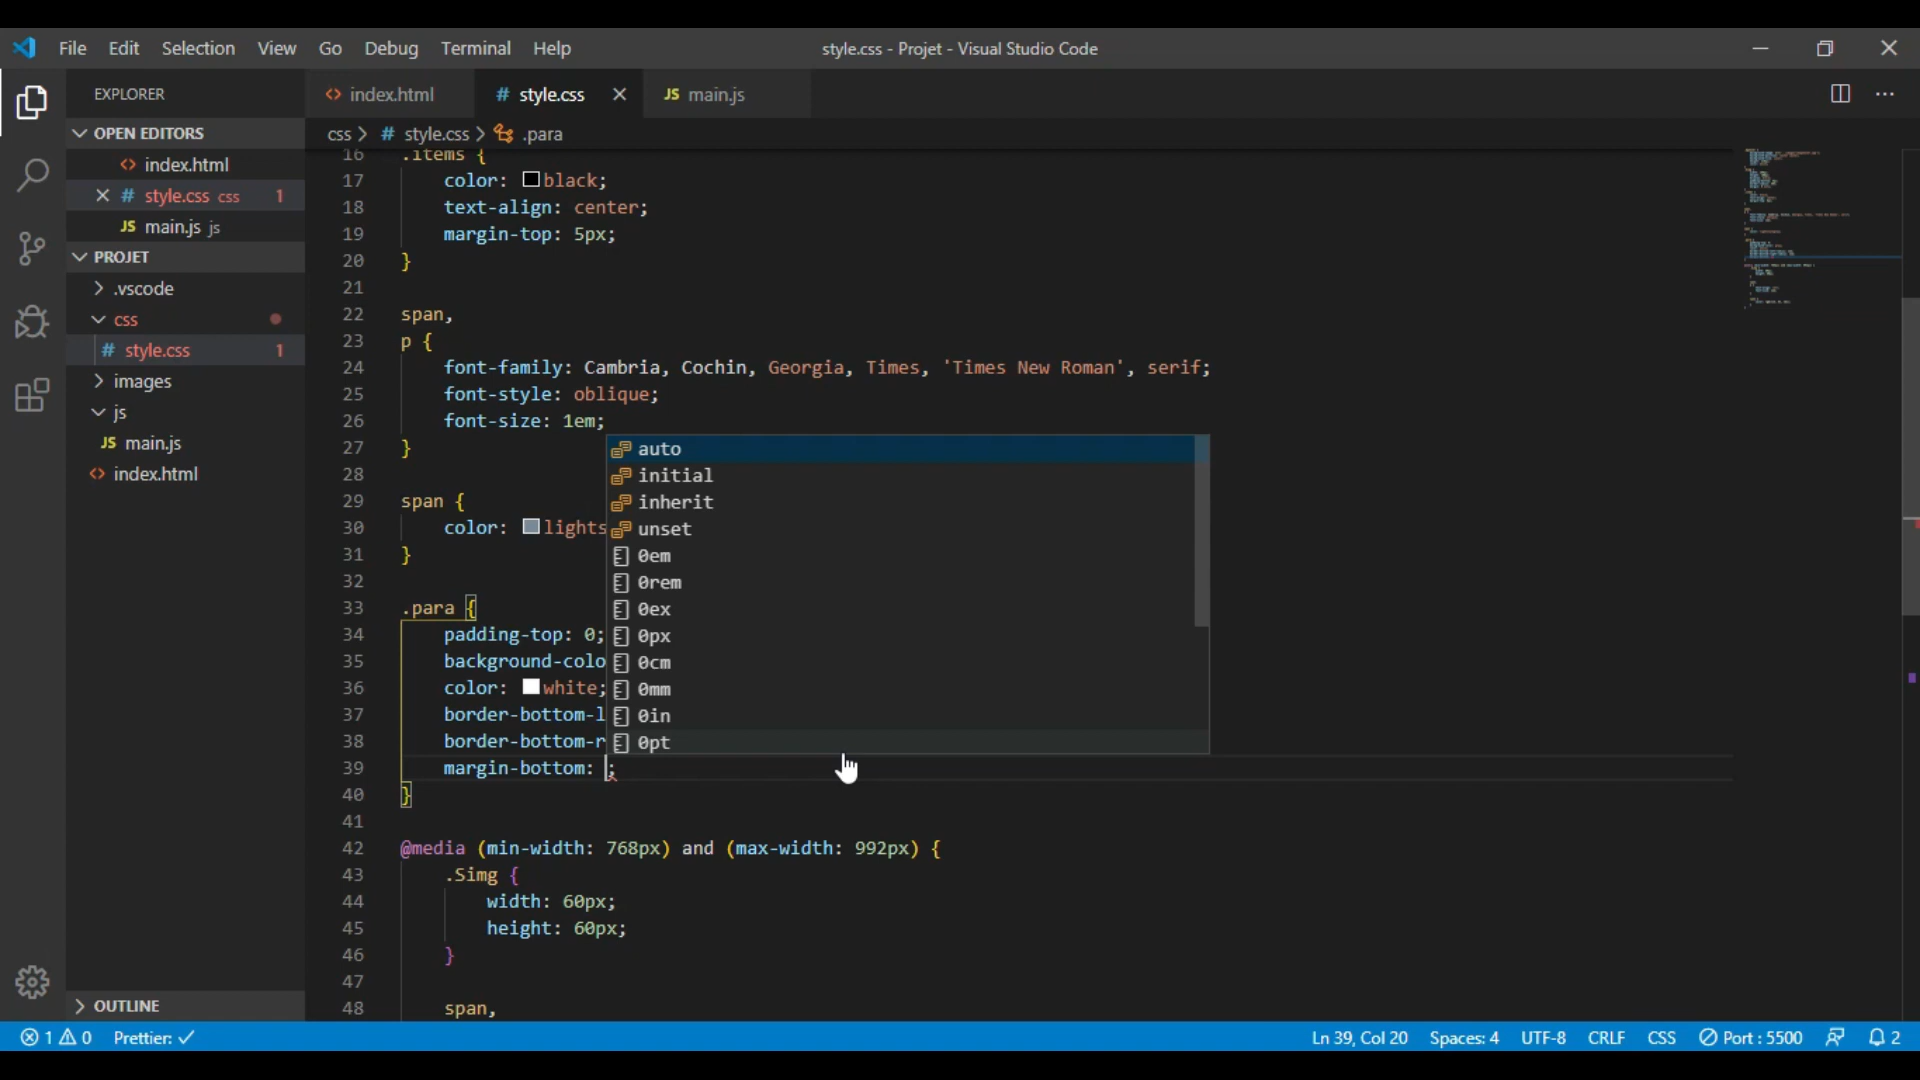 File Edit Selection View Go Debug Terminal Help
style.css - Projet - Visual Studio Code
EXPLORER
OPEN EDITORS
index.html
style.css css 1
main.js js
PROJET
.vscode
css
style.css 1
images
js
JS main.js
index.html
OUTLINE
index.html
# style.css
JS main.js
css > # style.css > .para
16 .items {
17 color: black;
18 text-align: center;
19 margin-top: 5px;
20 }
21
22 span,
23 p {
24 font-family: Cambria, Cochin, Georgia, Times, 'Times New Roman', serif;
25 font-style: oblique;
26 font-size: 1em;
27 }
28
29 span {
30 color: lights
31 }
32
33 .para {
34 padding-top: 0;
35 background-colo
36 color: white;
37 border-bottom-l
38 border-bottom-r
39 margin-bottom: ;
40 }
41
42 @media (min-width: 768px) and (max-width: 992px) {
43 .Simg {
44 width: 60px;
45 height: 60px;
46 }
47
48 span,
auto
initial
inherit
unset
0em
0rem
0ex
0px
0cm
0mm
0in
0pt
1 0 Prettier: ✓
Ln 39, Col 20 Spaces: 4 UTF-8 CRLF CSS Port : 5500 2